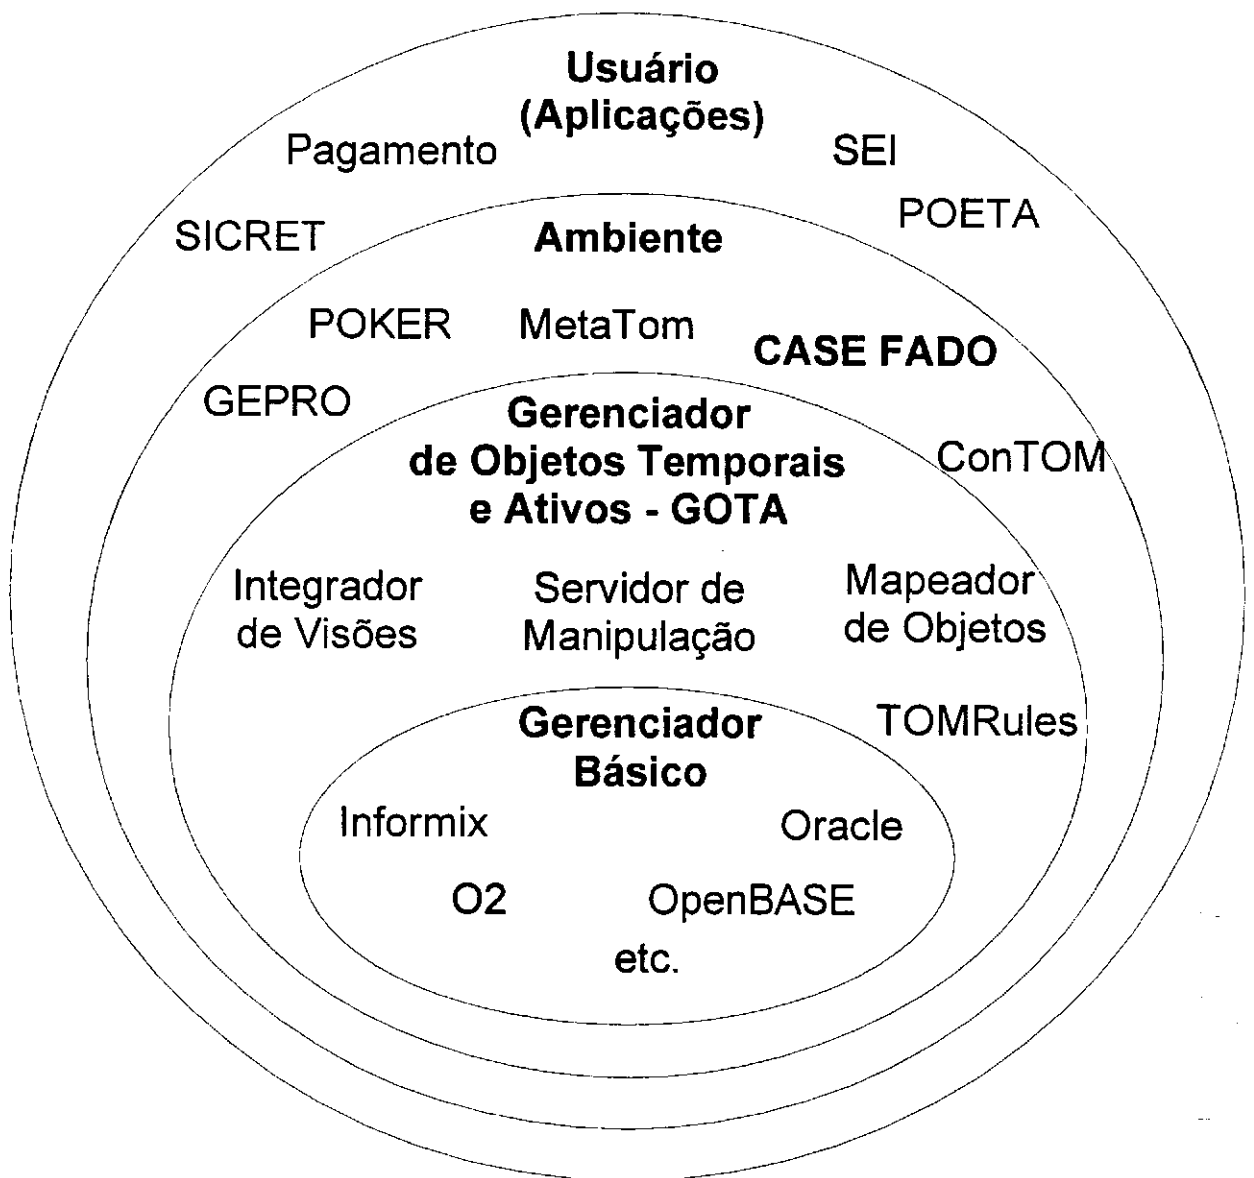 Usuário
(Aplicações)
Pagamento
SEI
SICRET
POETA
Ambiente
POKER
MetaTom
CASE FADO
GEPRO
Gerenciador
de Objetos Temporais
e Ativos - GOTA
ConTOM
Integrador
de Visões
Servidor de
Manipulação
Mapeador
de Objetos
TOMRules
Gerenciador
Básico
Informix
Oracle
O2
OpenBASE
etc.